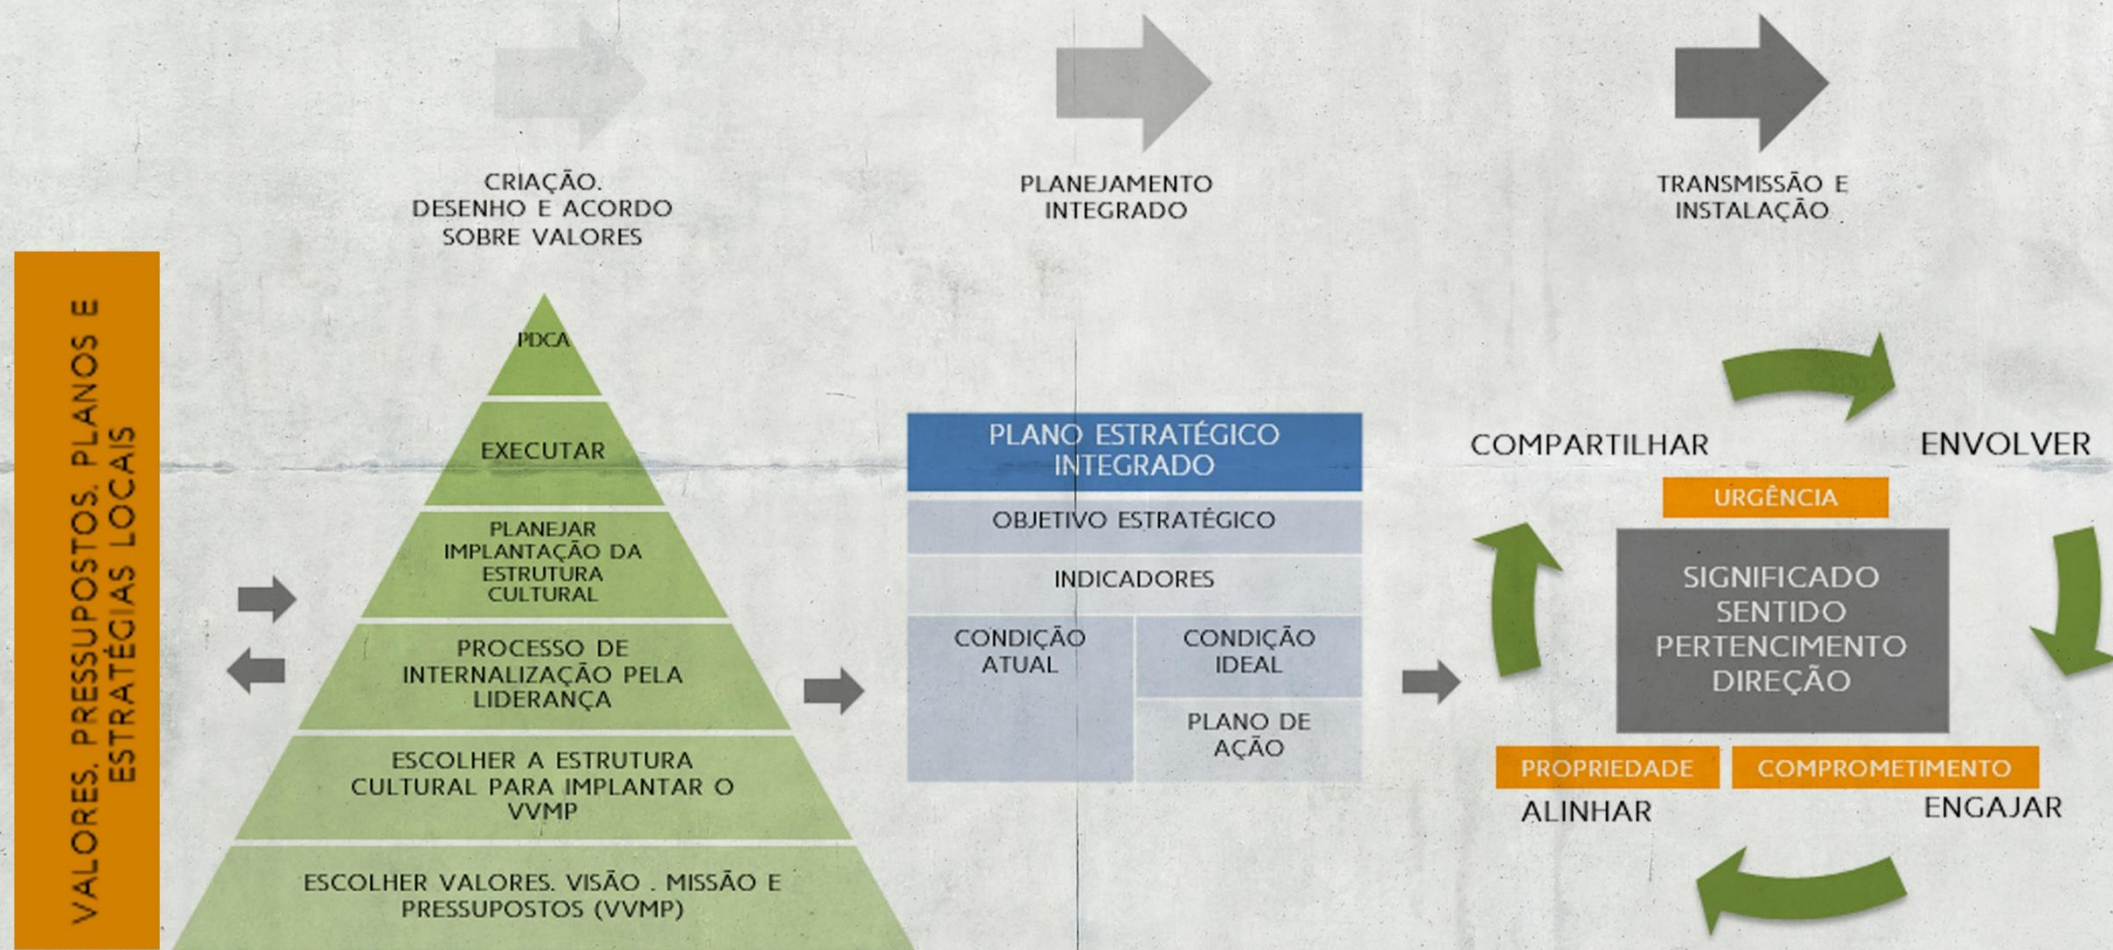 CRIAÇÃO.
DESENHO E ACORDO
SOBRE VALORES
PLANEJAMENTO
INTEGRADO
TRANSMISSÃO E
INSTALAÇÃO
VALORES. PRESSUPOSTOS. PLANOS E
ESTRATÉGIAS LOCAIS
PDCA
EXECUTAR
PLANEJAR
IMPLANTAÇÃO DA
ESTRUTURA
CULTURAL
PROCESSO DE
INTERNALIZAÇÃO PELA
LIDERANÇA
ESCOLHER A ESTRUTURA
CULTURAL PARA IMPLANTAR O
VVMP
ESCOLHER VALORES. VISÃO . MISSÃO E
PRESSUPOSTOS (VVMP)
PLANO ESTRATÉGICO
INTEGRADO
OBJETIVO ESTRATÉGICO
INDICADORES
CONDIÇÃO
ATUAL
CONDIÇÃO
IDEAL
PLANO DE
AÇÃO
COMPARTILHAR
ENVOLVER
URGÊNCIA
SIGNIFICADO
SENTIDO
PERTENCIMENTO
DIREÇÃO
PROPRIEDADE
COMPROMETIMENTO
ALINHAR
ENGAJAR